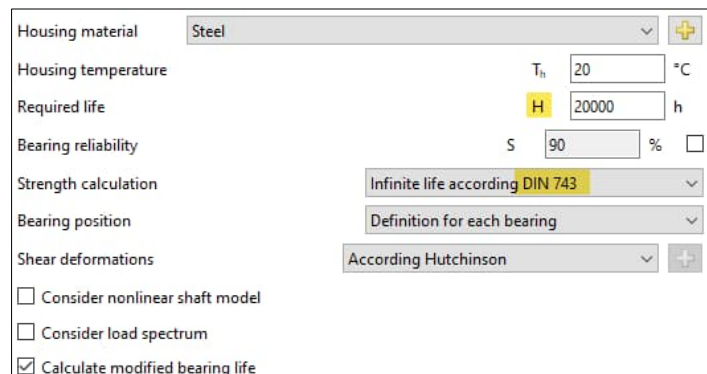 Housing material Steel
Housing temperature Th 20 °C
Required life H 20000 h
Bearing reliability S 90 %
Strength calculation Infinite life according DIN 743
Bearing position Definition for each bearing
Shear deformations According Hutchinson
Consider nonlinear shaft model
Consider load spectrum
Calculate modified bearing life